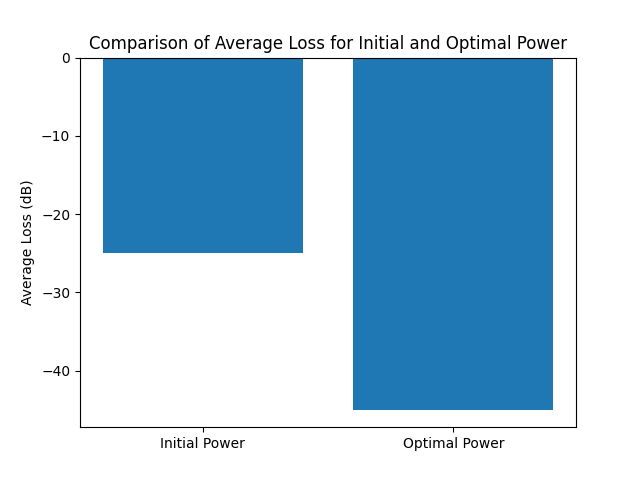 Comparison of Average Loss for Initial and Optimal Power
0
−10
−20
−30
−40
Average Loss (dB)
Initial Power
Optimal Power